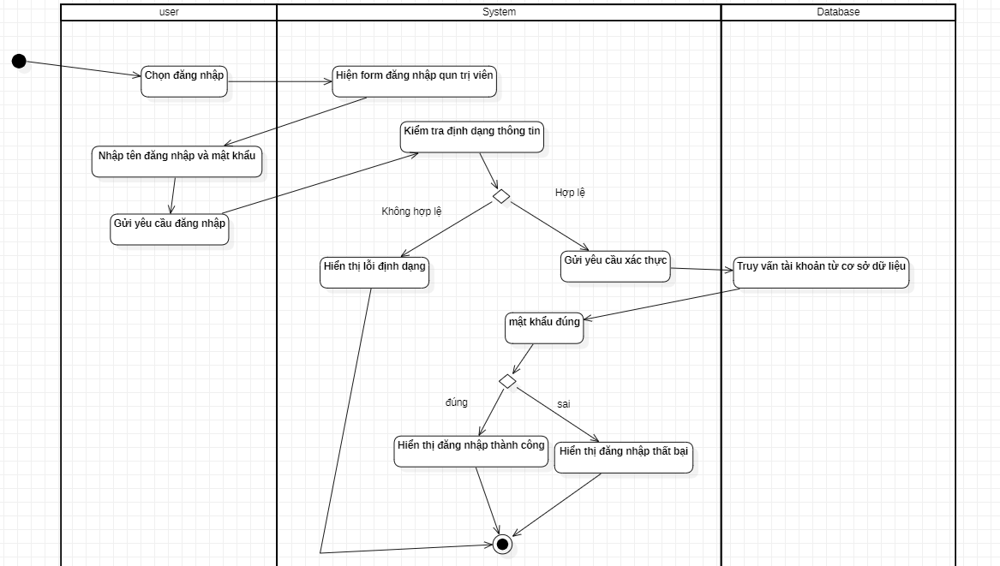 user
System
Database
Chọn đăng nhập
Hiện form đăng nhập qun trị viên
Kiểm tra định dạng thông tin
Nhập tên đăng nhập và mật khẩu
Hợp lệ
Không hợp lệ
Gửi yêu cầu đăng nhập
Hiển thị lỗi định dạng
Gửi yêu cầu xác thực
Truy vấn tài khoản từ cơ sở dữ liệu
mật khẩu đúng
đúng
sai
Hiển thị đăng nhập thành công
Hiển thị đăng nhập thất bại